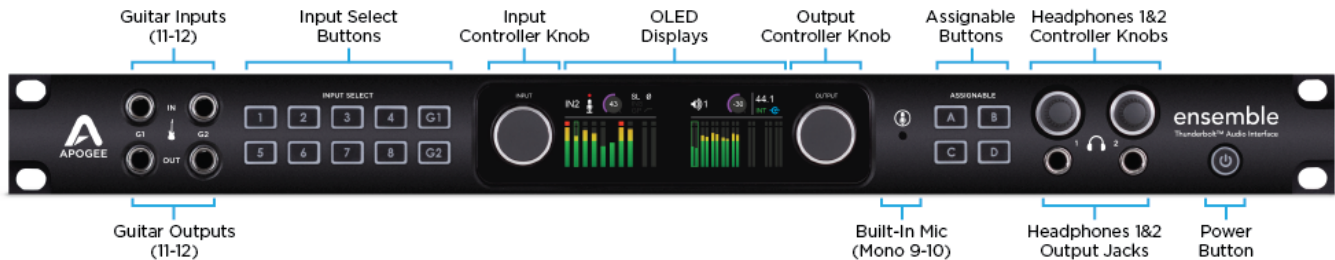 Guitar Inputs
(11-12)
Input Select
Buttons
Input
Controller Knob
OLED
Displays
Output
Controller Knob
Assignable
Buttons
Headphones 1&2
Controller Knobs
APOGEE
IN
G1
G2
OUT
INPUT SELECT
1 2 3 4 G1
5 6 7 8 G2
INPUT
IN2 43 SL Ø
1 -30 44.1
INT
OUTPUT
ASSIGNABLE
A B
C D
1 2
ensemble
Thunderbolt™ Audio Interface
Guitar Outputs
(11-12)
Built-In Mic
(Mono 9-10)
Headphones 1&2
Output Jacks
Power
Button